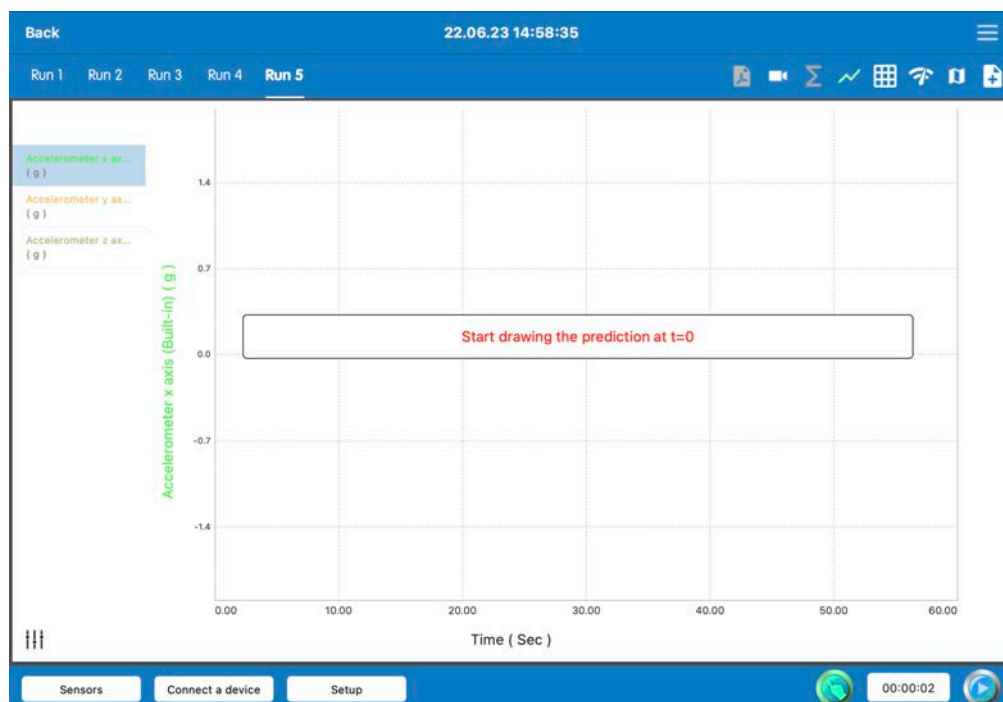 Back
22.06.23 14:58:35
Run 1 Run 2 Run 3 Run 4 Run 5
Accelerometer x ax...
( g )
Accelerometer y ax...
( g )
Accelerometer z ax...
( g )
Accelerometer x axis (Built-in) ( g )
1.4
0.7
0.0
-0.7
-1.4
Start drawing the prediction at t=0
0.00 10.00 20.00 30.00 40.00 50.00 60.00
Time ( Sec )
Sensors Connect a device Setup 00:00:02